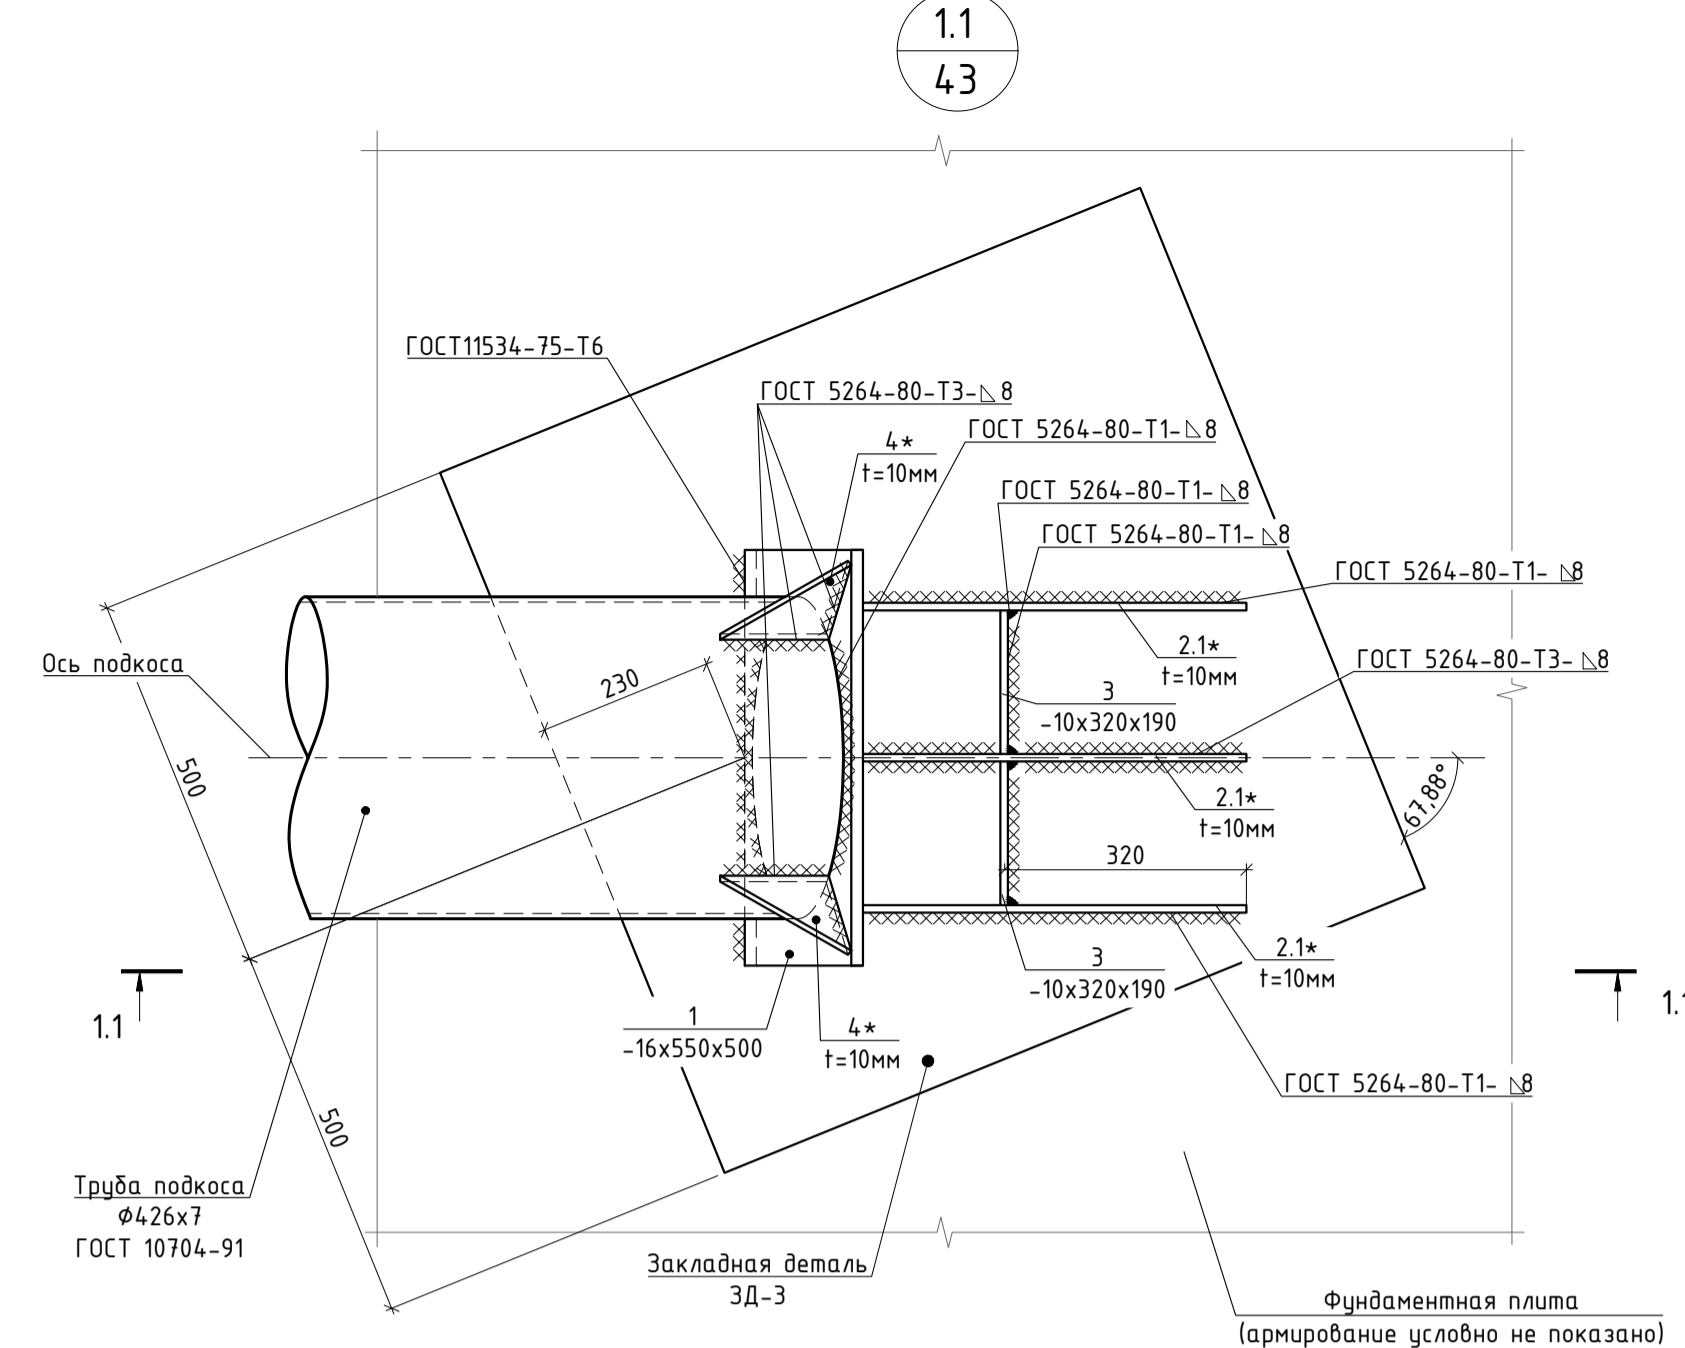 1.1
43
ГОСТ11534-75-Т6
ГОСТ 5264-80-Т3-◺8
ГОСТ 5264-80-Т1-◺8
4*
t=10мм
ГОСТ 5264-80-Т1-◺8
ГОСТ 5264-80-Т1-◺8
ГОСТ 5264-80-Т1-◺8
2.1*
t=10мм
ГОСТ 5264-80-Т3-◺8
Ось подкоса
230
3
-10х320х190
500
2.1*
t=10мм
67,88°
320
2.1*
t=10мм
3
-10х320х190
1.1
1.1
1
-16х550х500
4*
t=10мм
ГОСТ 5264-80-Т1-◺8
500
Труба подкоса
Ф426х7
ГОСТ 10704-91
Закладная деталь
ЗД-3
Фундаментная плита
(армирование условно не показано)